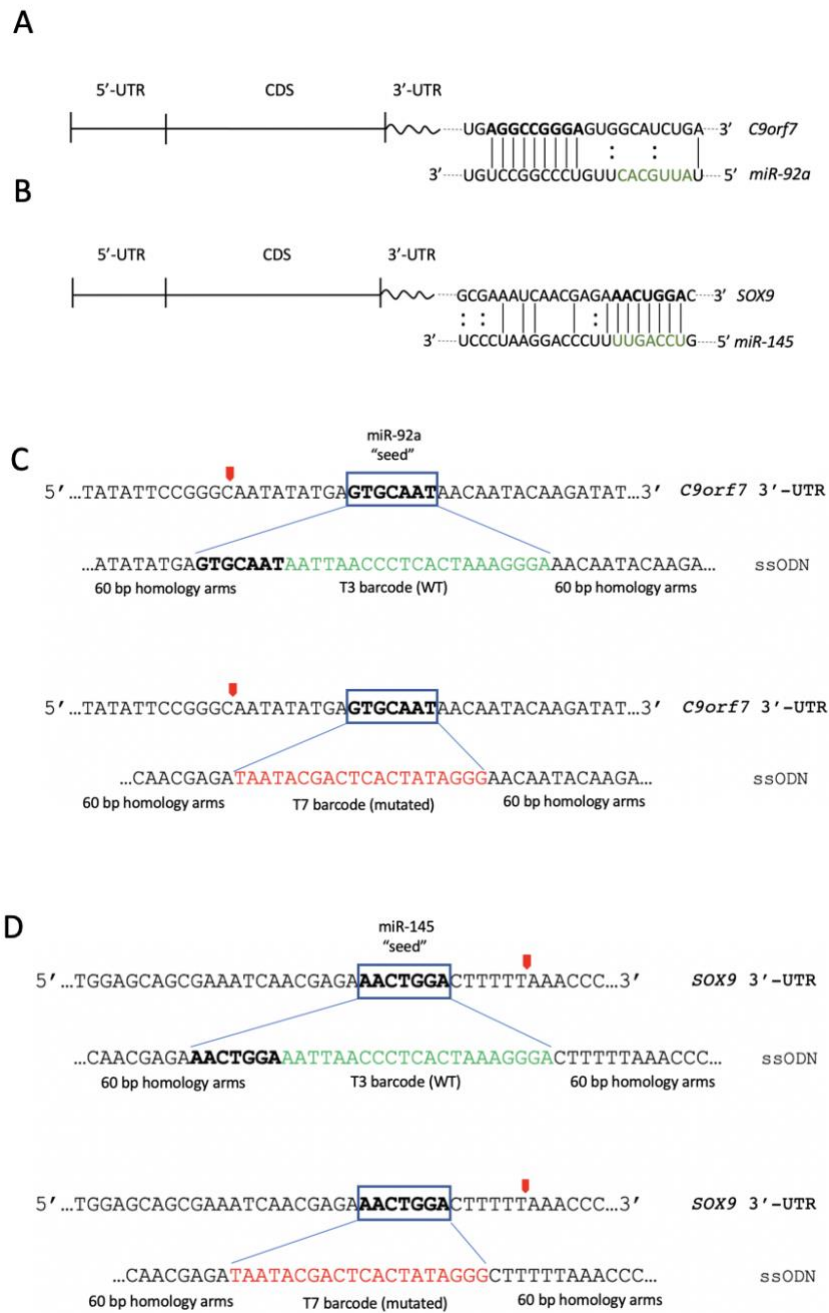 A
5'-UTR CDS 3'-UTR
UGAGGCCGGGAGUGGCAUCUGA 3' C9orf7
3' UGUCCGGCCCUGUUCACGUUAU 5' miR-92a
B
5'-UTR CDS 3'-UTR
GCGAAAUCAACGAGAAACUGGAC 3' SOX9
3' UCCCUAAGGACCCUUUUGACCUG 5' miR-145
C
miR-92a
"seed"
5'...TATATTCCGGGCAATATATGAGTGCAATAACAATACAAGATAT...3' C9orf7 3'-UTR
...ATATATGAGTGCAATAATTAACCCTCACTAAAGGGAAACAATACAAGA... ssODN
60 bp homology arms T3 barcode (WT) 60 bp homology arms
5'...TATATTCCGGGCAATATATGAGTGCAATAACAATACAAGATAT...3' C9orf7 3'-UTR
...CAACGAGATAATACGACTCACTATAGGGAACAATACAAGA... ssODN
60 bp homology arms T7 barcode (mutated) 60 bp homology arms
D
miR-145
"seed"
5'...TGGAGCAGCGAAATCAACGAGAAACTGGACTTTTTAAACCC...3' SOX9 3'-UTR
...CAACGAGAAACTGGAAATTAACCCTCACTAAAGGGACTTTTTAAACCC... ssODN
60 bp homology arms T3 barcode (WT) 60 bp homology arms
5'...TGGAGCAGCGAAATCAACGAGAAACTGGACTTTTTAAACCC...3' SOX9 3'-UTR
...CAACGAGATAATACGACTCACTATAGGGCTTTTTAAACCC... ssODN
60 bp homology arms T7 barcode (mutated) 60 bp homology arms